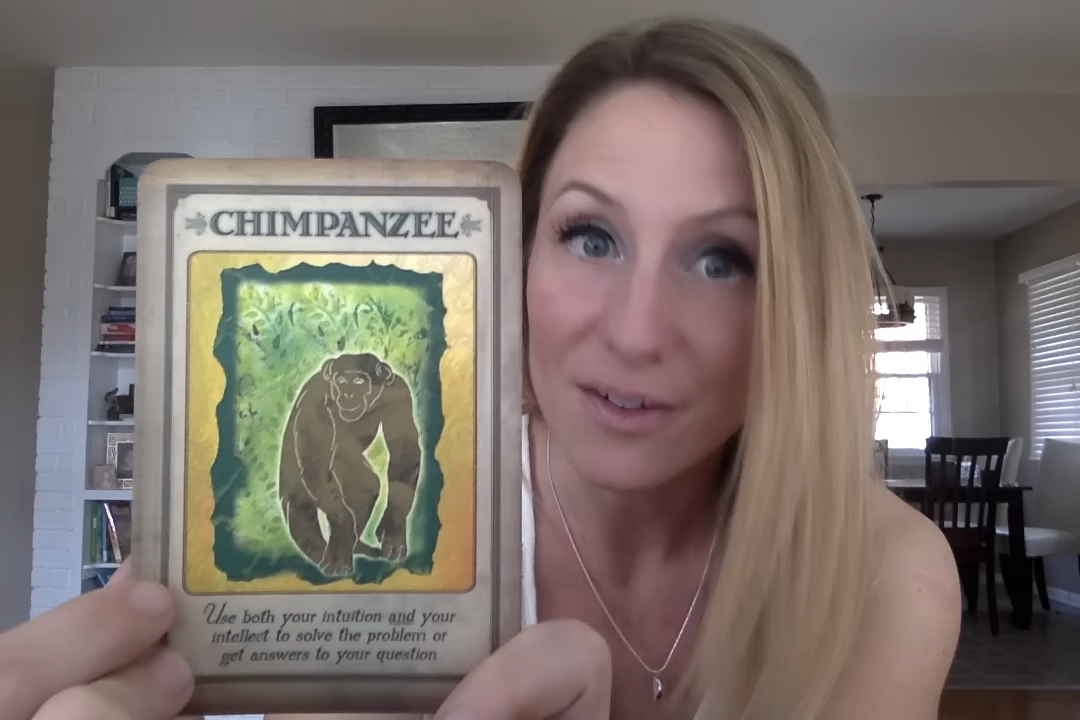 CHIMPANZEE
Use both your intuition and your
intellect to solve the problem or
get answers to your question